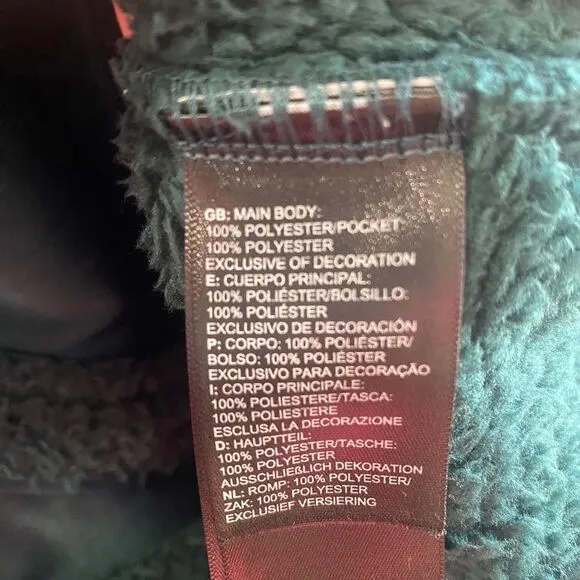 GB: MAIN BODY:
100% POLYESTER/POCKET
100% POLYESTER
EXCLUSIVE OF DECORATION
E: CUERPO PRINCIPAL:
100% POLIÉSTER/BOLSILLO:
100% POLIÉSTER
EXCLUSIVO DE DECORACIÓN
P: CORPO: 100% POLIÉSTER/
BOLSO: 100% POLIÉSTER
EXCLUSIVO PARA DECORAÇÃO
I: CORPO PRINCIPALE:
100% POLIESTERE/TASCA:
100% POLIESTERE
ESCLUSA LA DECORAZIONE
D: HAUPTTEIL:
100% POLYESTER/TASCHE:
100% POLYESTER
AUSSCHLIEßLICH DEKORATION
NL: ROMP: 100% POLYESTER/
ZAK: 100% POLYESTER
EXCLUSIEF VERSIERING